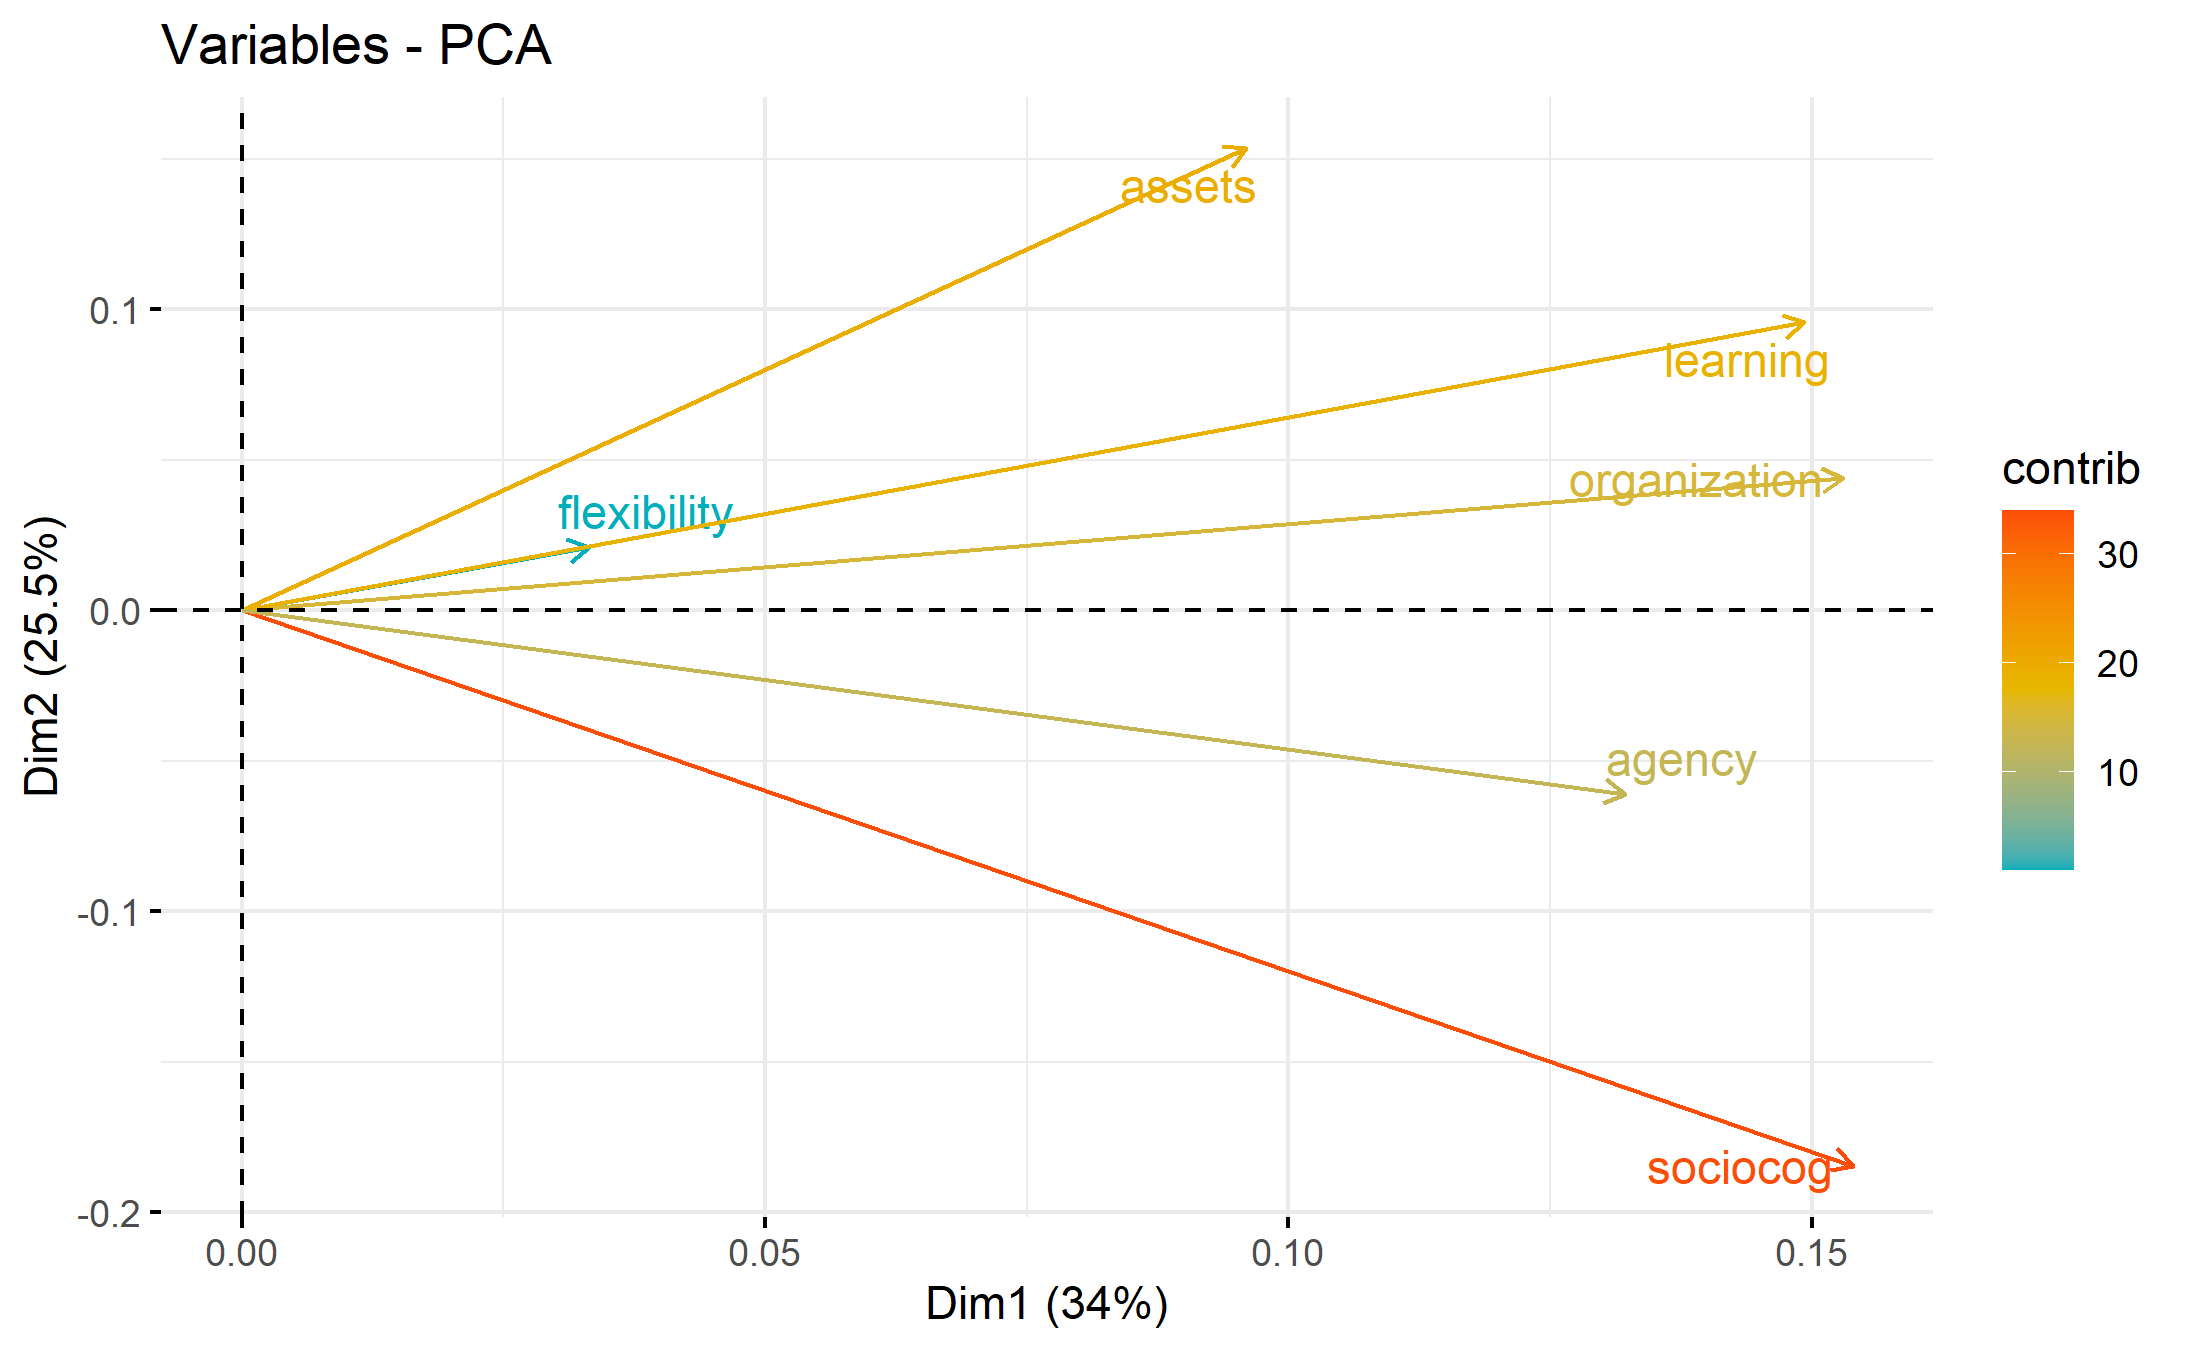 Variables - PCA
assets
learning
organization
flexibility
agency
sociocog
0.1
0.0
-0.1
-0.2
0.00
0.05
0.10
0.15
Dim1 (34%)
Dim2 (25.5%)
contrib
30
20
10